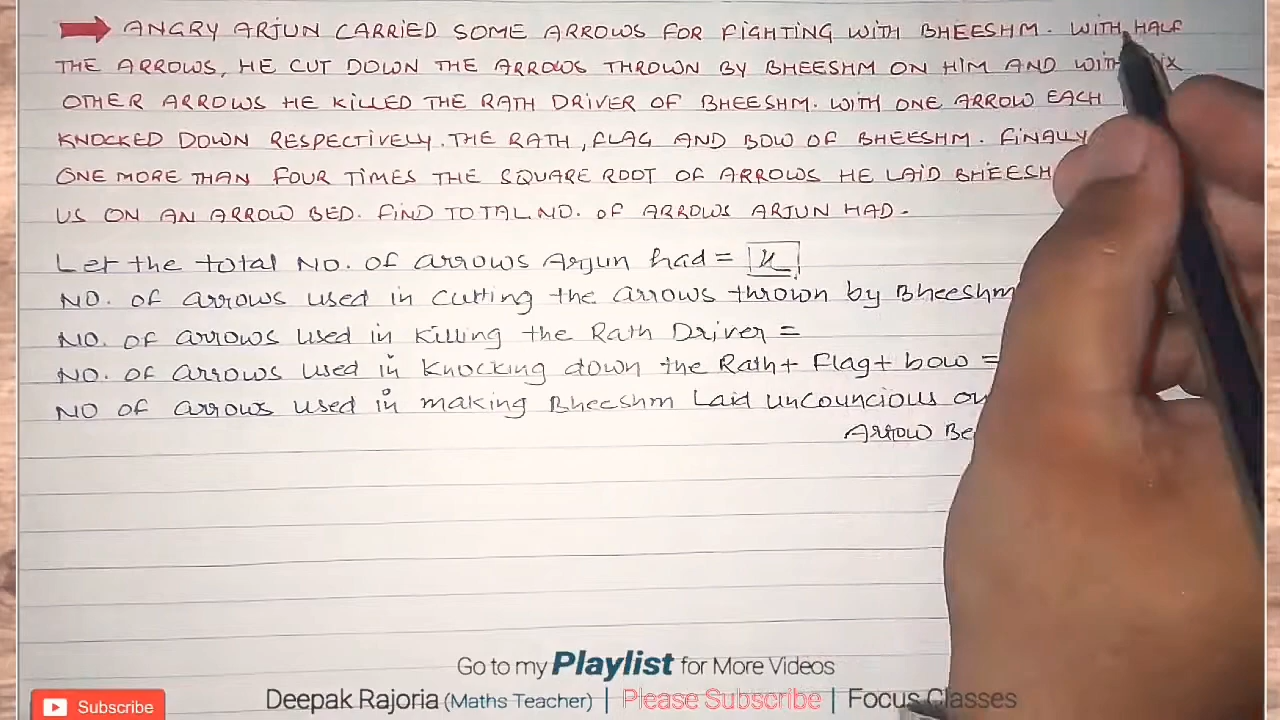 ANGRY ARJUN CARRIED SOME ARROWS FOR FIGHTING WITH BHEESHM. WITH HALF
THE ARROWS, HE CUT DOWN THE ARROWS THROWN BY BHEESHM ON HIM AND WITH
OTHER ARROWS HE KILLED THE RATH DRIVER OF BHEESHM. WITH ONE ARROW EACH
KNOCKED DOWN RESPECTIVELY. THE RATH, FLAG AND BOW OF BHEESHM. FINALLY
ONE MORE THAN FOUR TIMES THE SQUARE ROOT OF ARROWS HE LAID BHEESH
US ON AN ARROW BED. FIND TOTAL NO. OF ARROWS ARJUN HAD.
Let the total NO. of arrows Arjun had = x
NO. of arrows used in cutting the arrows thrown by Bheeshm
NO. of arrows used in killing the Rath Driver =
NO. of arrows used in knocking down the Rath + Flag + bow =
NO of arrows used in making Bheeshm Laid uncouncious on
Arrow Be
Go to my Playlist for More Videos
Subscribe
Deepak Rajoria (Maths Teacher) | Please Subscribe | Focus Classes